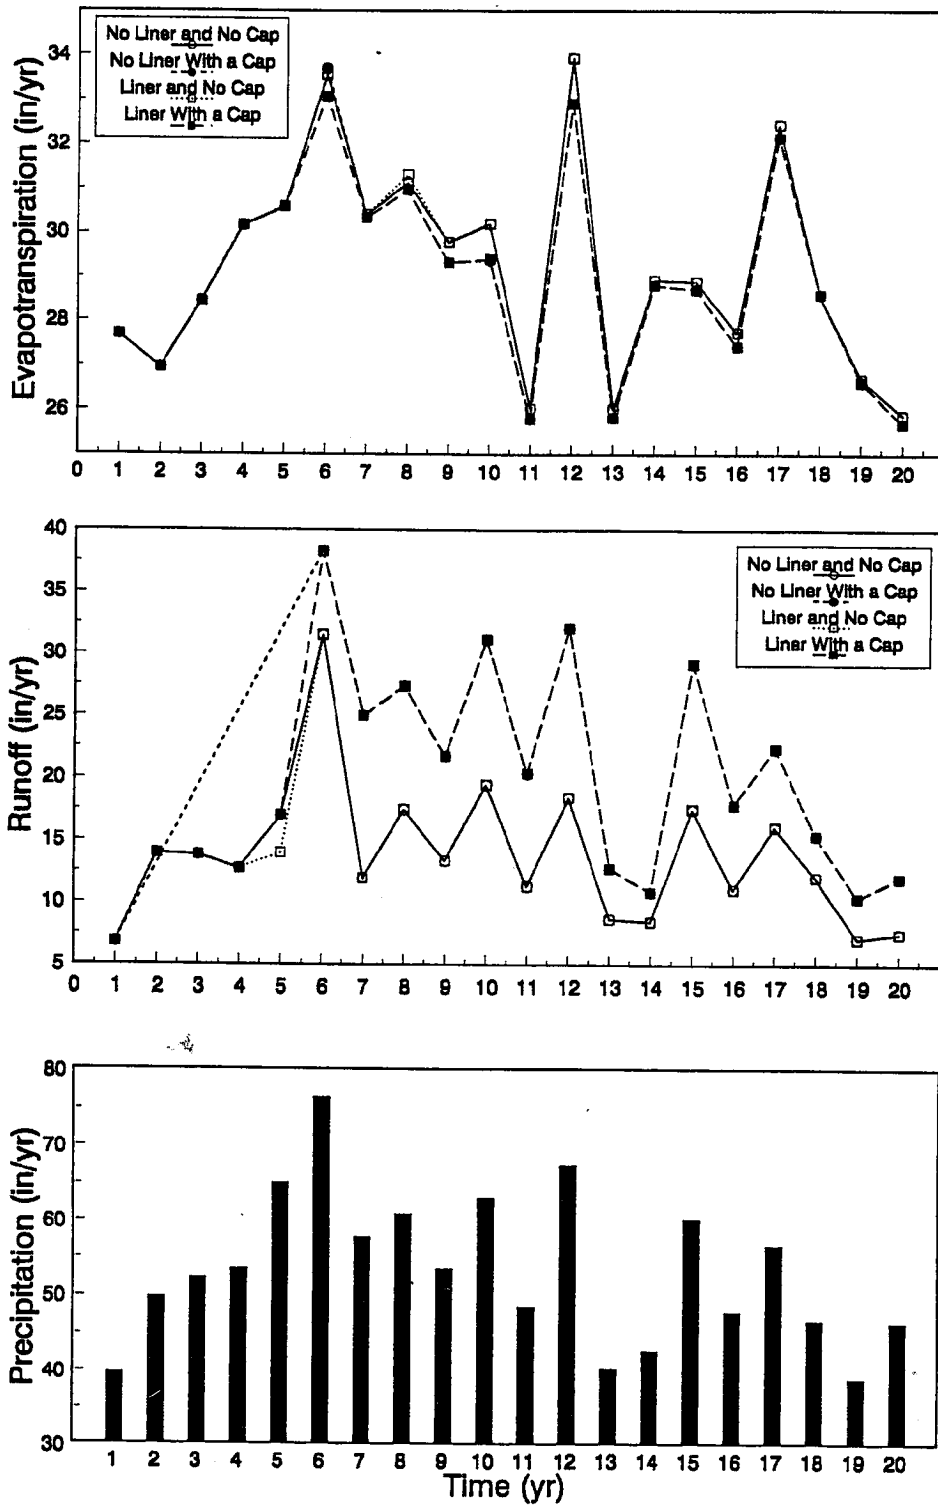 No Liner and No Cap
No Liner With a Cap
Liner and No Cap
Liner With a Cap
Evapotranspiration (in/yr)
34
32
30
28
26
0 1 2 3 4 5 6 7 8 9 10 11 12 13 14 15 16 17 18 19 20
No Liner and No Cap
No Liner With a Cap
Liner and No Cap
Liner With a Cap
Runoff (in/yr)
40
35
30
25
20
15
10
5
0 1 2 3 4 5 6 7 8 9 10 11 12 13 14 15 16 17 18 19 20
Precipitation (in/yr)
80
70
60
50
40
30
1 2 3 4 5 6 7 8 9 10 11 12 13 14 15 16 17 18 19 20
Time (yr)